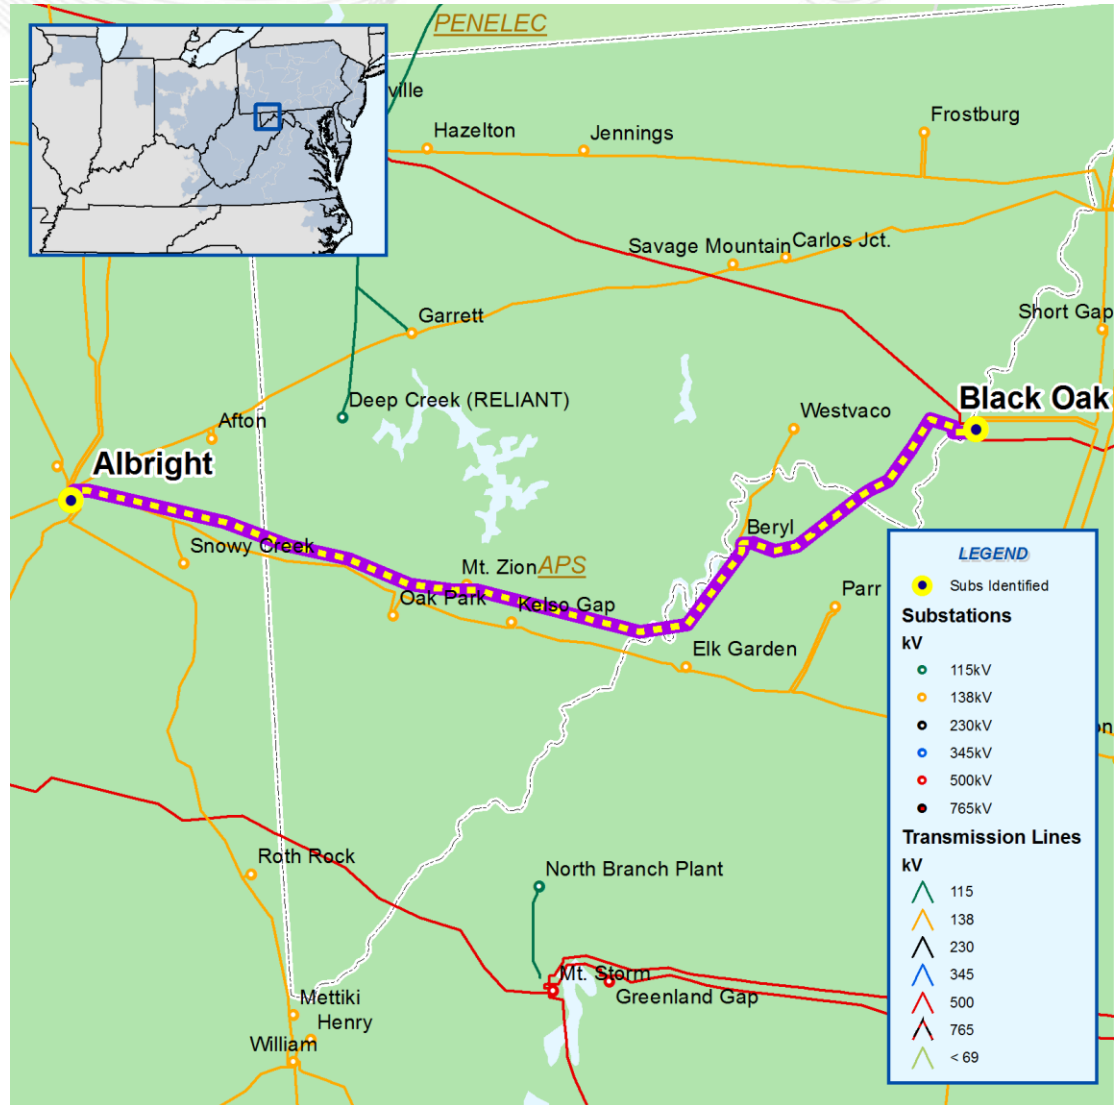 PENELEC
ville
Hazelton
Jennings
Frostburg
Savage Mountain
Carlos Jct.
Short Gap
Garrett
Deep Creek (RELIANT)
Westvaco
Black Oak
Afton
Albright
Snowy Creek
Beryl
Mt. Zion
APS
Oak Park
Kelso Gap
Parr
Elk Garden
on
Roth Rock
North Branch Plant
Mt. Storm
Greenland Gap
Mettiki
Henry
William
LEGEND
Subs Identified
Substations
kV
115kV
138kV
230kV
345kV
500kV
765kV
Transmission Lines
kV
115
138
230
345
500
765
< 69